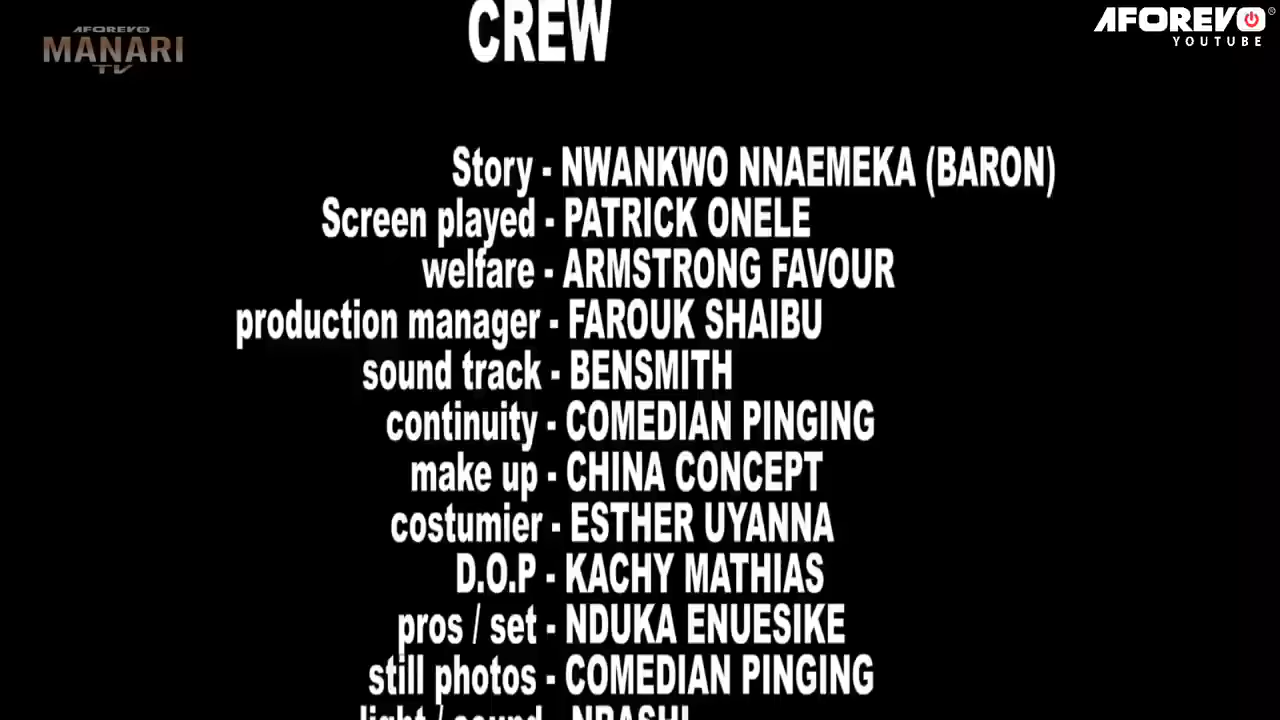 AFOREVO
MANARI
TV
AFOREVO
YOUTUBE
CREW
Story - NWANKWO NNAEMEKA (BARON)
Screen played - PATRICK ONELE
welfare - ARMSTRONG FAVOUR
production manager - FAROUK SHAIBU
sound track - BENSMITH
continuity - COMEDIAN PINGING
make up - CHINA CONCEPT
costumier - ESTHER UYANNA
D.O.P - KACHY MATHIAS
pros / set - NDUKA ENUESIKE
still photos - COMEDIAN PINGING
light / sound -